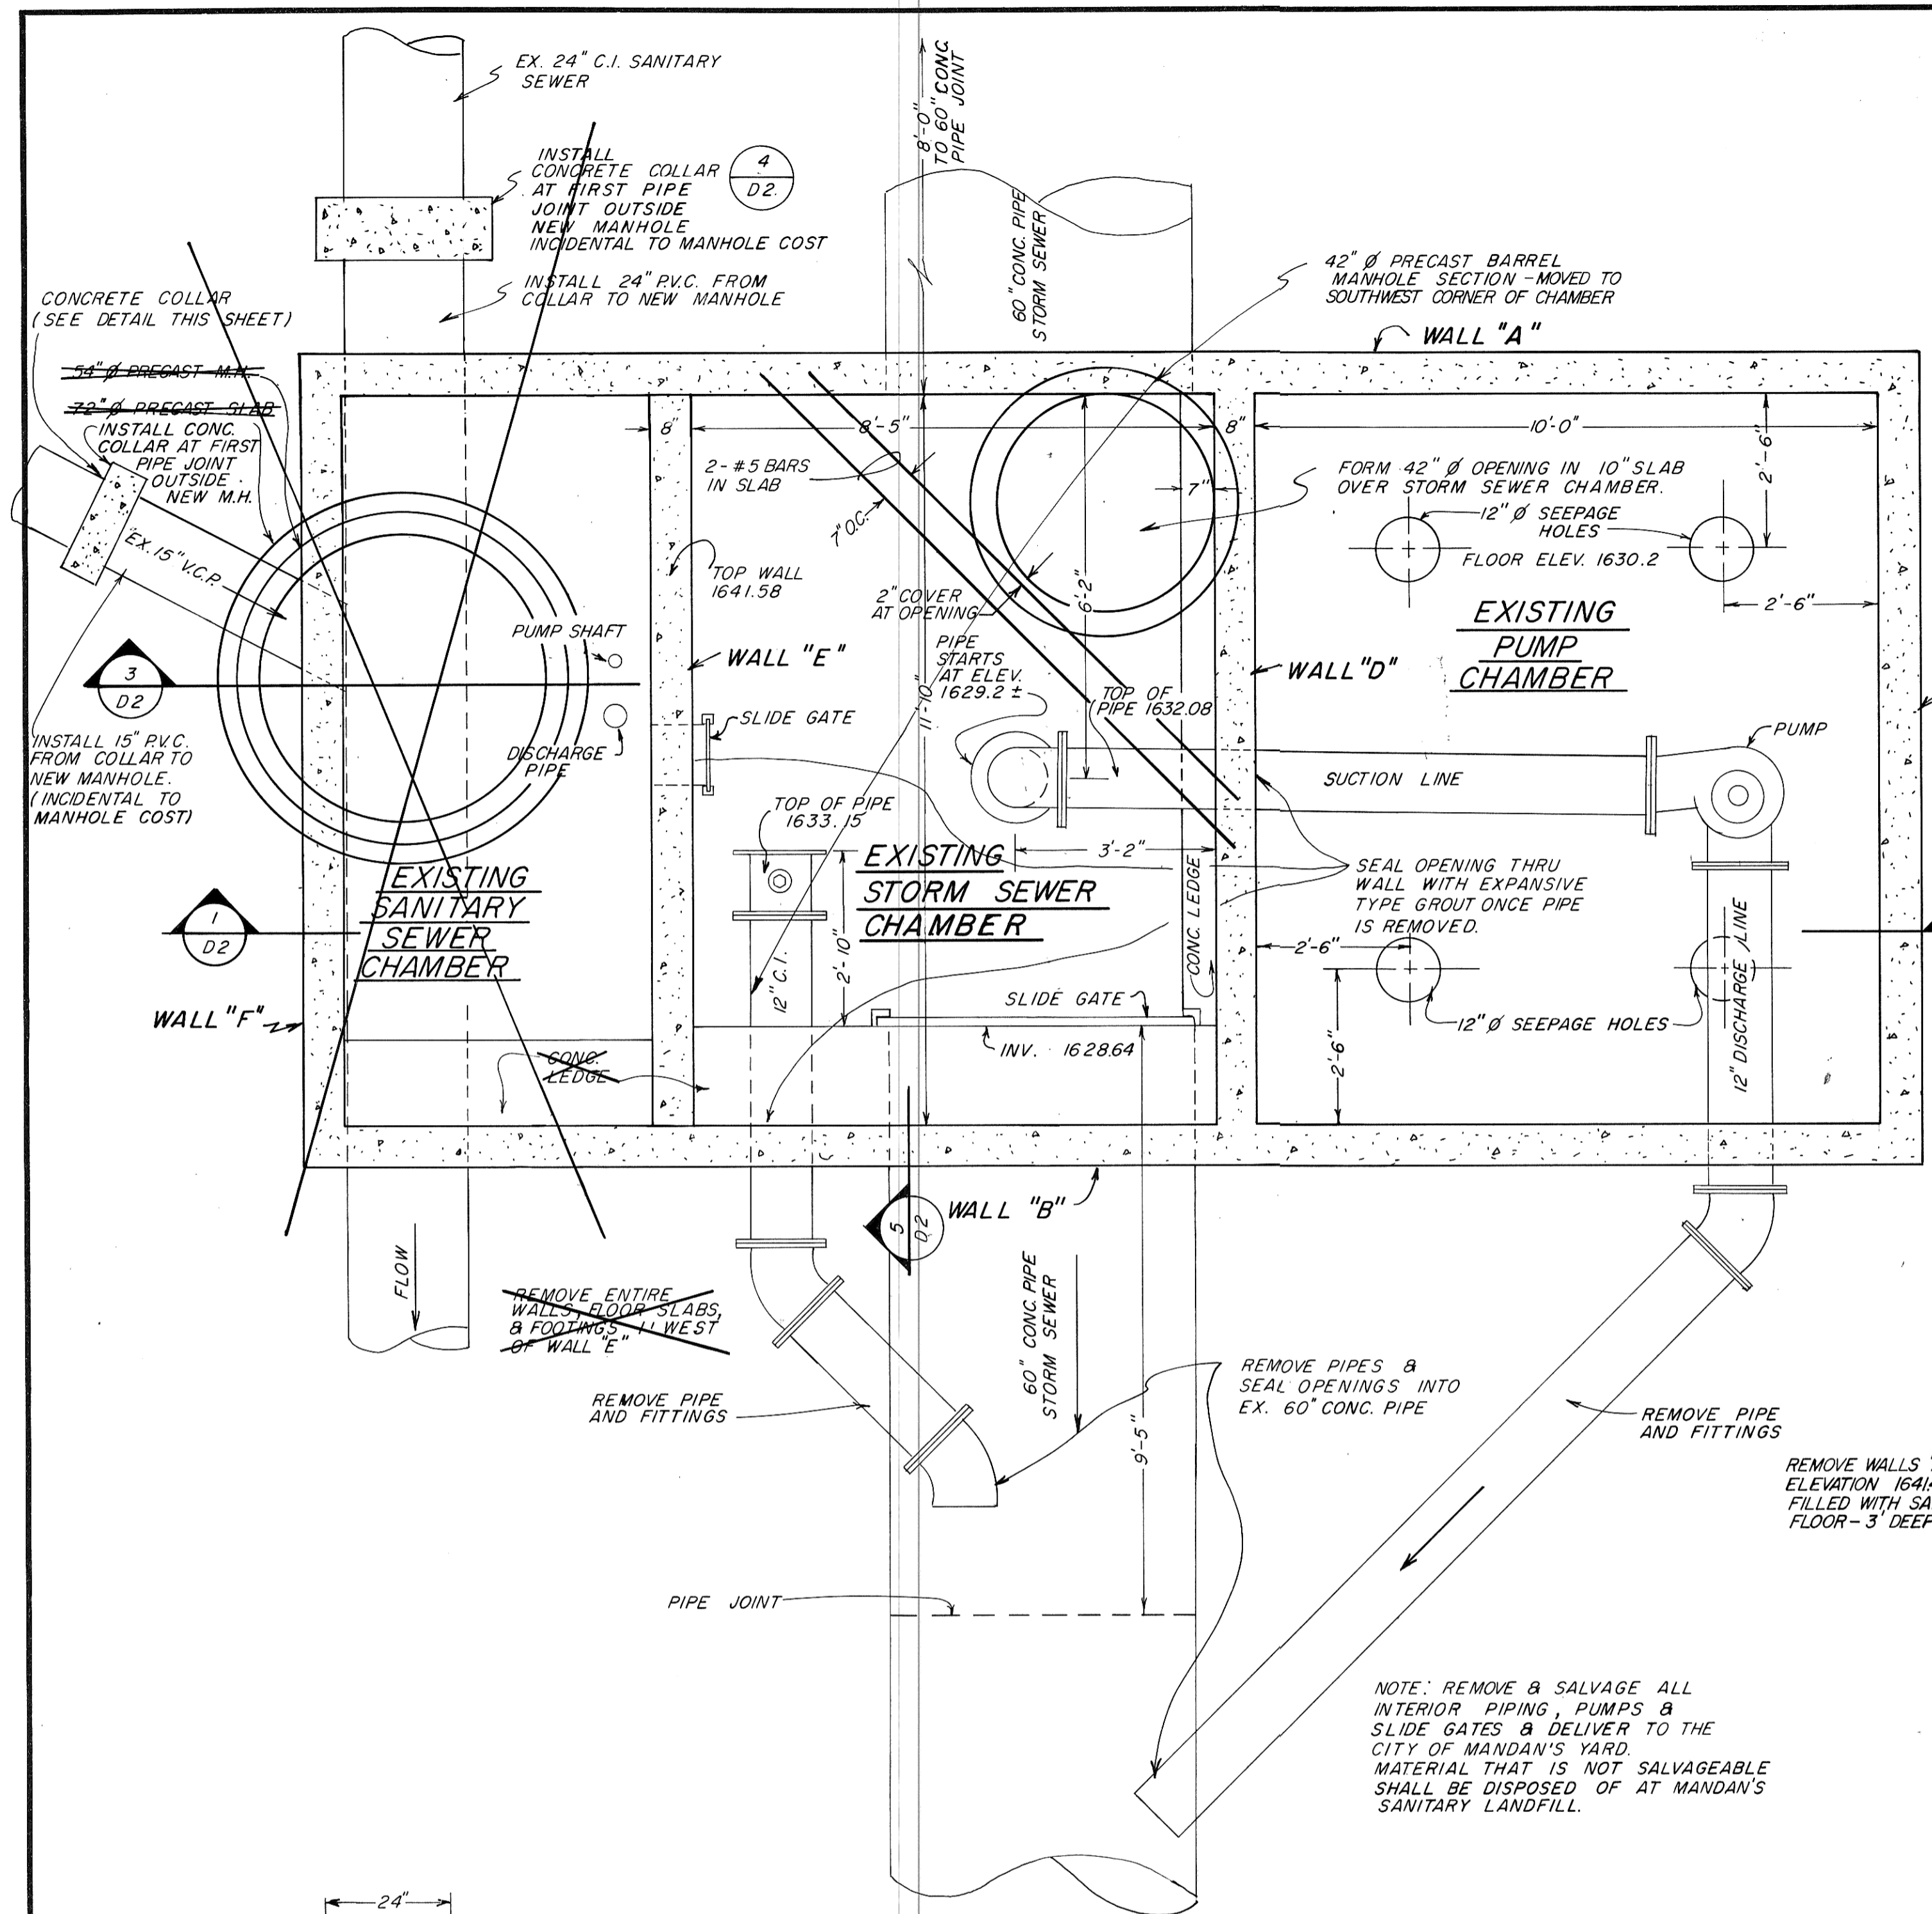 EX. 24" C.I. SANITARY
SEWER
8'-0"
TO 60" CONC.
PIPE JOINT
INSTALL
CONCRETE COLLAR
AT FIRST PIPE
JOINT OUTSIDE
NEW MANHOLE
INCIDENTAL TO MANHOLE COST
4
D2
INSTALL 24" P.V.C. FROM
COLLAR TO NEW MANHOLE
60" CONC. PIPE
STORM SEWER
42" Ø PRECAST BARREL
MANHOLE SECTION - MOVED TO
SOUTHWEST CORNER OF CHAMBER
WALL "A"
CONCRETE COLLAR
(SEE DETAIL THIS SHEET)
54" Ø PRECAST M.H.
72" Ø PRECAST SLAB
INSTALL CONC.
COLLAR AT FIRST
PIPE JOINT
OUTSIDE
NEW M.H.
EX. 15" V.C.P.
8"
8'-5"
8"
10'-0"
2'-6"
2-#5 BARS
IN SLAB
7" O.C.
7"
FORM 42" Ø OPENING IN 10" SLAB
OVER STORM SEWER CHAMBER.
12" Ø SEEPAGE
HOLES
FLOOR ELEV. 1630.2
2'-6"
EXISTING
PUMP
CHAMBER
TOP WALL
1641.58
2" COVER
AT OPENING
6'-2"
PUMP SHAFT
WALL "E"
PIPE
STARTS
AT ELEV.
1629.2 ±
11'-10"
WALL "D"
TOP OF
PIPE 1632.08
3
D2
SLIDE GATE
DISCHARGE
PIPE
PUMP
SUCTION LINE
INSTALL 15" P.V.C.
FROM COLLAR TO
NEW MANHOLE.
(INCIDENTAL TO
MANHOLE COST)
TOP OF PIPE
1633.15
3'-2"
EXISTING
STORM SEWER
CHAMBER
CONC. LEDGE
SEAL OPENING THRU
WALL WITH EXPANSIVE
TYPE GROUT ONCE PIPE
IS REMOVED.
EXISTING
SANITARY
SEWER
CHAMBER
1
D2
12" C.I.
2'-10"
2'-6"
12" DISCHARGE LINE
WALL "F"
SLIDE GATE
INV. 1628.64
12" Ø SEEPAGE HOLES
2'-6"
CONC.
LEDGE
5
D2
WALL "B"
FLOW
REMOVE ENTIRE
WALLS, FLOOR SLABS,
& FOOTINGS 1' WEST
OF WALL "E"
60" CONC. PIPE
STORM SEWER
REMOVE PIPE
AND FITTINGS
9'-5"
REMOVE PIPES &
SEAL OPENINGS INTO
EX. 60" CONC. PIPE
REMOVE PIPE
AND FITTINGS
REMOVE WALLS
ELEVATION 1641
FILLED WITH SA
FLOOR - 3' DEEP
PIPE JOINT
NOTE: REMOVE & SALVAGE ALL
INTERIOR PIPING, PUMPS &
SLIDE GATES & DELIVER TO THE
CITY OF MANDAN'S YARD.
MATERIAL THAT IS NOT SALVAGEABLE
SHALL BE DISPOSED OF AT MANDAN'S
SANITARY LANDFILL.
24"